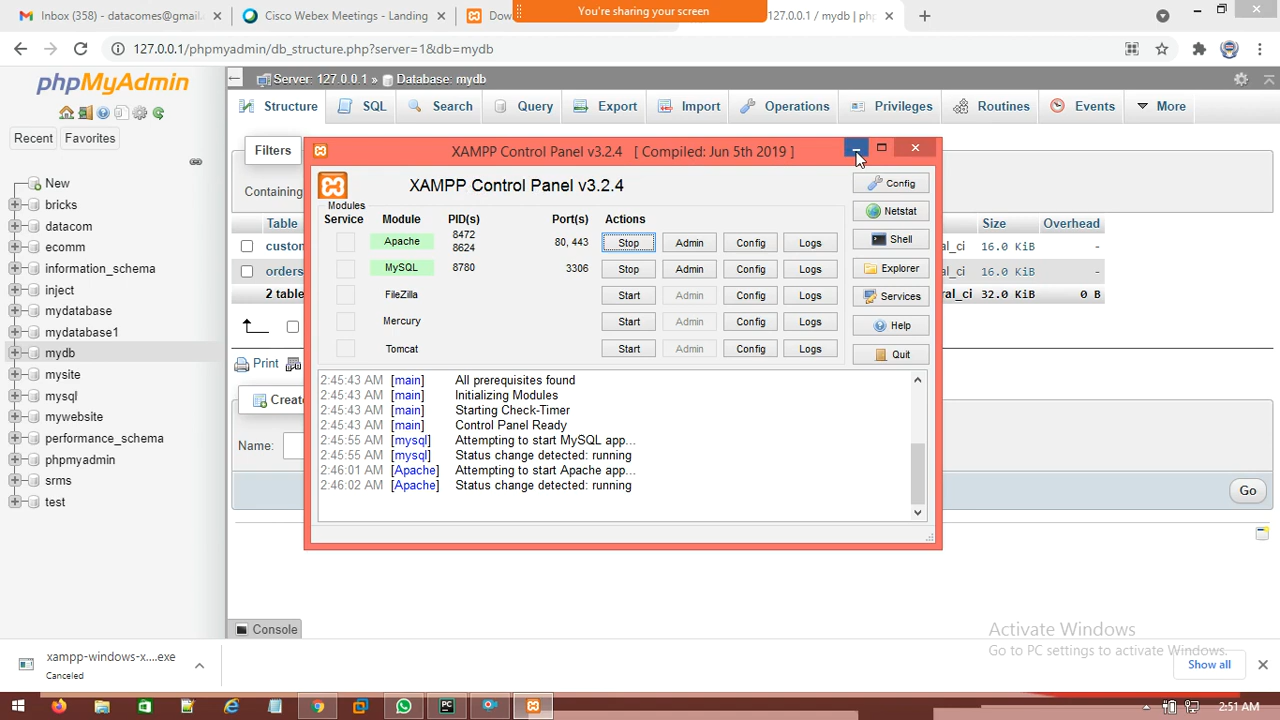 Inbox (358) - datacomes@gmail.
Cisco Webex Meetings - Landing
Dow
You're sharing your screen
127.0.0.1 / mydb | ph
127.0.0.1/phpmyadmin/db_structure.php?server=1&db=mydb
phpMyAdmin
Server: 127.0.0.1 » Database: mydb
Structure SQL Search Query Export Import Operations Privileges Routines Events More
Recent Favorites
Filters
Containing
New
bricks
datacom
ecomm
information_schema
inject
mydatabase
mydatabase1
mydb
mysite
mysql
mywebsite
performance_schema
phpmyadmin
srms
test
Table
custon
orders
2 table
Print
Create
Name:
Size Overhead
al_ci 16.0 KiB -
al_ci 16.0 KiB -
al_ci 32.0 KiB 0 B
Go
Console
XAMPP Control Panel v3.2.4 [ Compiled: Jun 5th 2019 ]
XAMPP Control Panel v3.2.4
Modules
Service Module PID(s) Port(s) Actions
Apache 8472 8624 80, 443 Stop Admin Config Logs
MySQL 8780 3306 Stop Admin Config Logs
FileZilla Start Admin Config Logs
Mercury Start Admin Config Logs
Tomcat Start Admin Config Logs
Config
Netstat
Shell
Explorer
Services
Help
Quit
2:45:43 AM [main] All prerequisites found
2:45:43 AM [main] Initializing Modules
2:45:43 AM [main] Starting Check-Timer
2:45:43 AM [main] Control Panel Ready
2:45:55 AM [mysql] Attempting to start MySQL app...
2:45:55 AM [mysql] Status change detected: running
2:46:01 AM [Apache] Attempting to start Apache app...
2:46:02 AM [Apache] Status change detected: running
Activate Windows
Go to PC settings to activate Windows.
xampp-windows-x....exe
Canceled
Show all
PC
2:51 AM